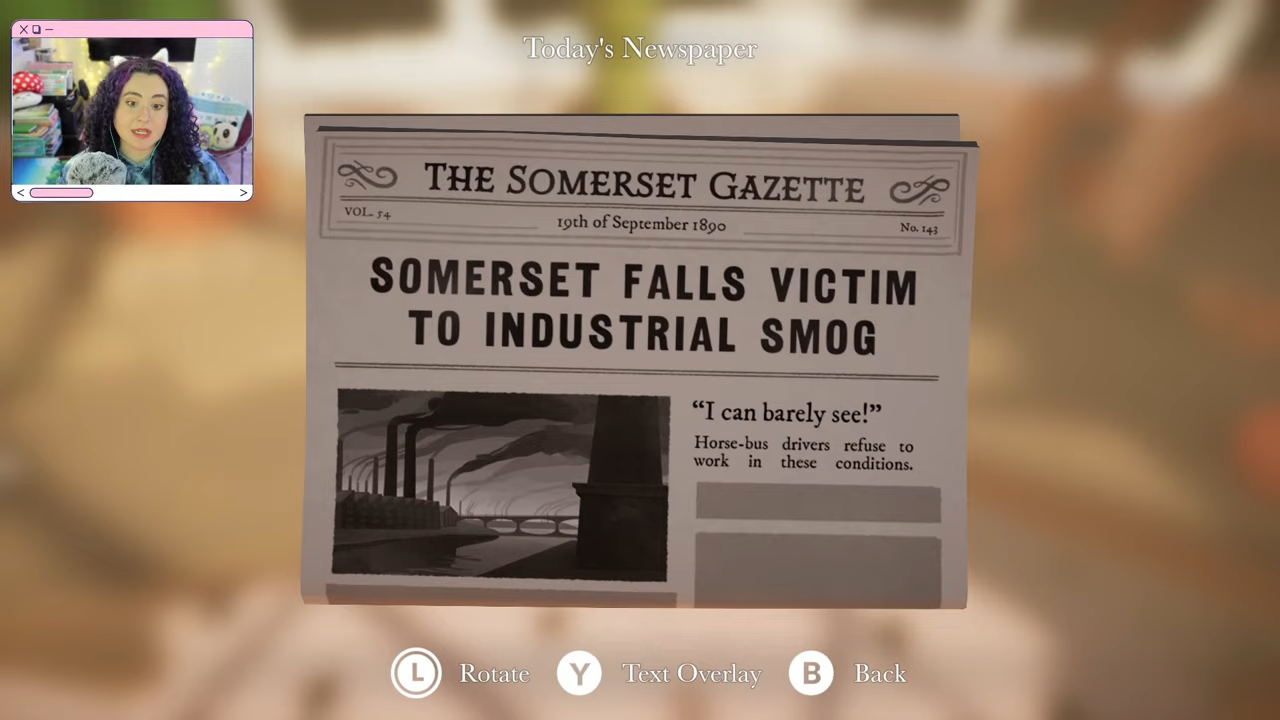 Today's Newspaper
THE SOMERSET GAZETTE
VOL. 54
19th of September 1890
No. 143
SOMERSET FALLS VICTIM
TO INDUSTRIAL SMOG
“I can barely see!”
Horse-bus drivers refuse to
work in these conditions.
L Rotate Y Text Overlay B Back